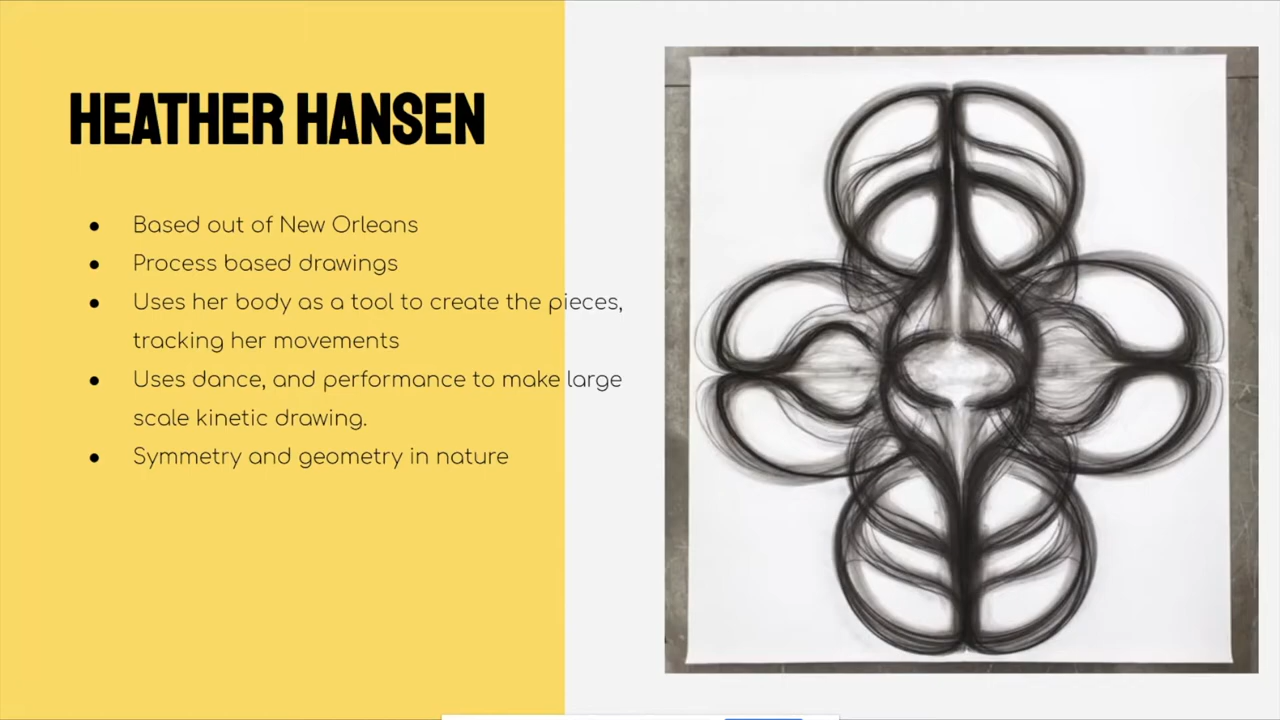 HEATHER HANSEN
● Based out of New Orleans
● Process based drawings
● Uses her body as a tool to create the pieces,
tracking her movements
● Uses dance, and performance to make large
scale kinetic drawing.
● Symmetry and geometry in nature